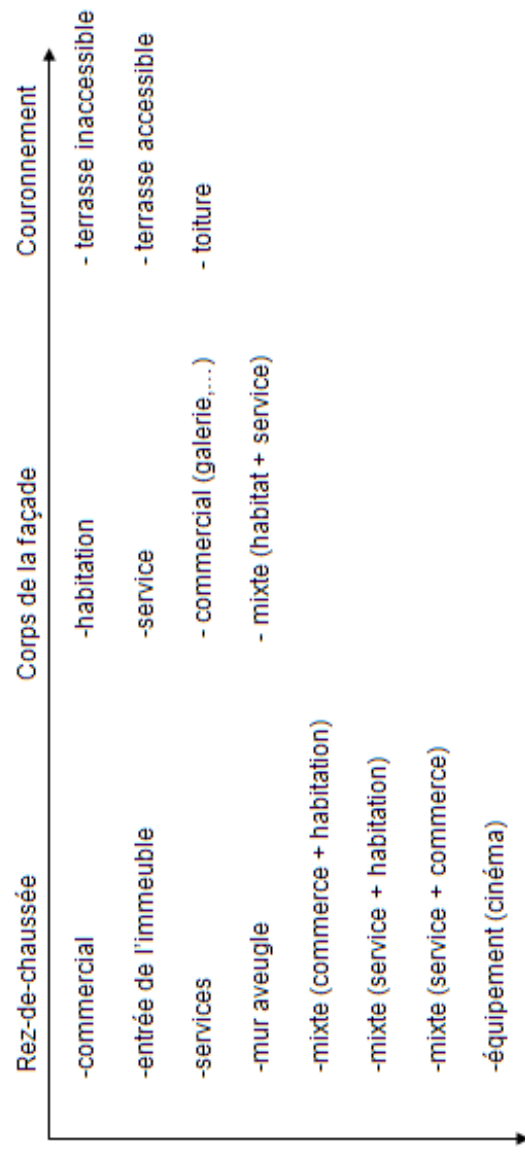 Rez-de-chaussée Corps de la façade Couronnement
-commercial -habitation - terrasse inaccessible
-entrée de l'immeuble -service - terrasse accessible
-services - commercial (galerie,...) - toiture
-mur aveugle - mixte (habitat + service)
-mixte (commerce + habitation)
-mixte (service + habitation)
-mixte (service + commerce)
-équipement (cinéma)